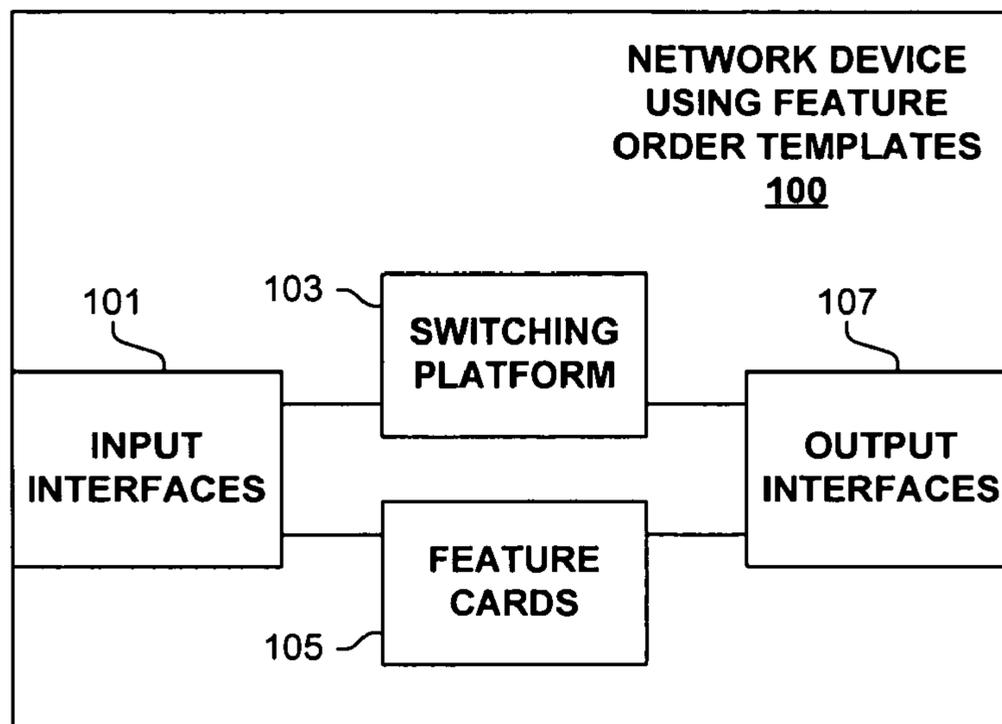 NETWORK DEVICE
USING FEATURE
ORDER TEMPLATES
100
101
103
107
SWITCHING
PLATFORM
INPUT
INTERFACES
OUTPUT
INTERFACES
FEATURE
CARDS
105